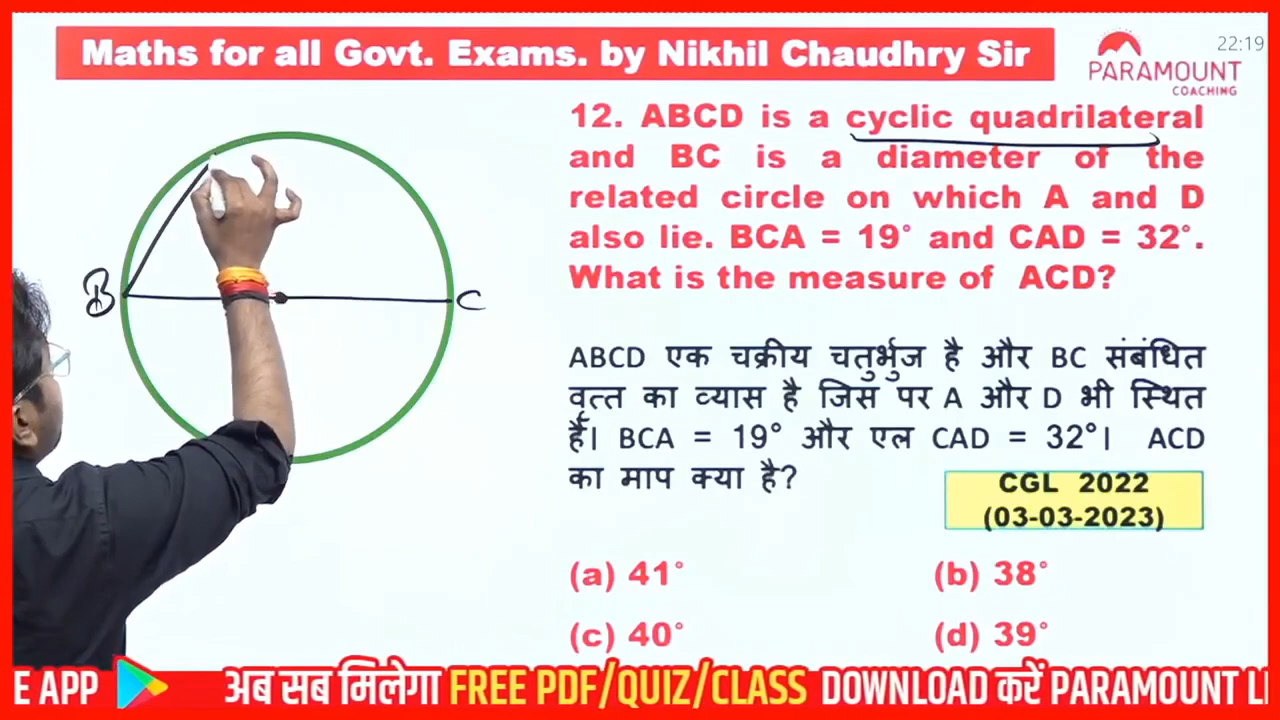 Maths for all Govt. Exams. by Nikhil Chaudhry Sir
22:19
PARAMOUNT
COACHING
12. ABCD is a cyclic quadrilateral
and BC is a diameter of the
related circle on which A and D
also lie. BCA = 19° and CAD = 32°.
What is the measure of ACD?
B
C
ABCD एक चक्रीय चतुर्भुज है और BC संबंधित
वृत्त का व्यास है जिस पर A और D भी स्थित
हैं। BCA = 19° और एल CAD = 32°। ACD
का माप क्या है?
CGL 2022
(03-03-2023)
(a) 41°
(b) 38°
(c) 40°
(d) 39°
E APP
अब सब मिलेगा FREE PDF/QUIZ/CLASS DOWNLOAD करें PARAMOUNT LI